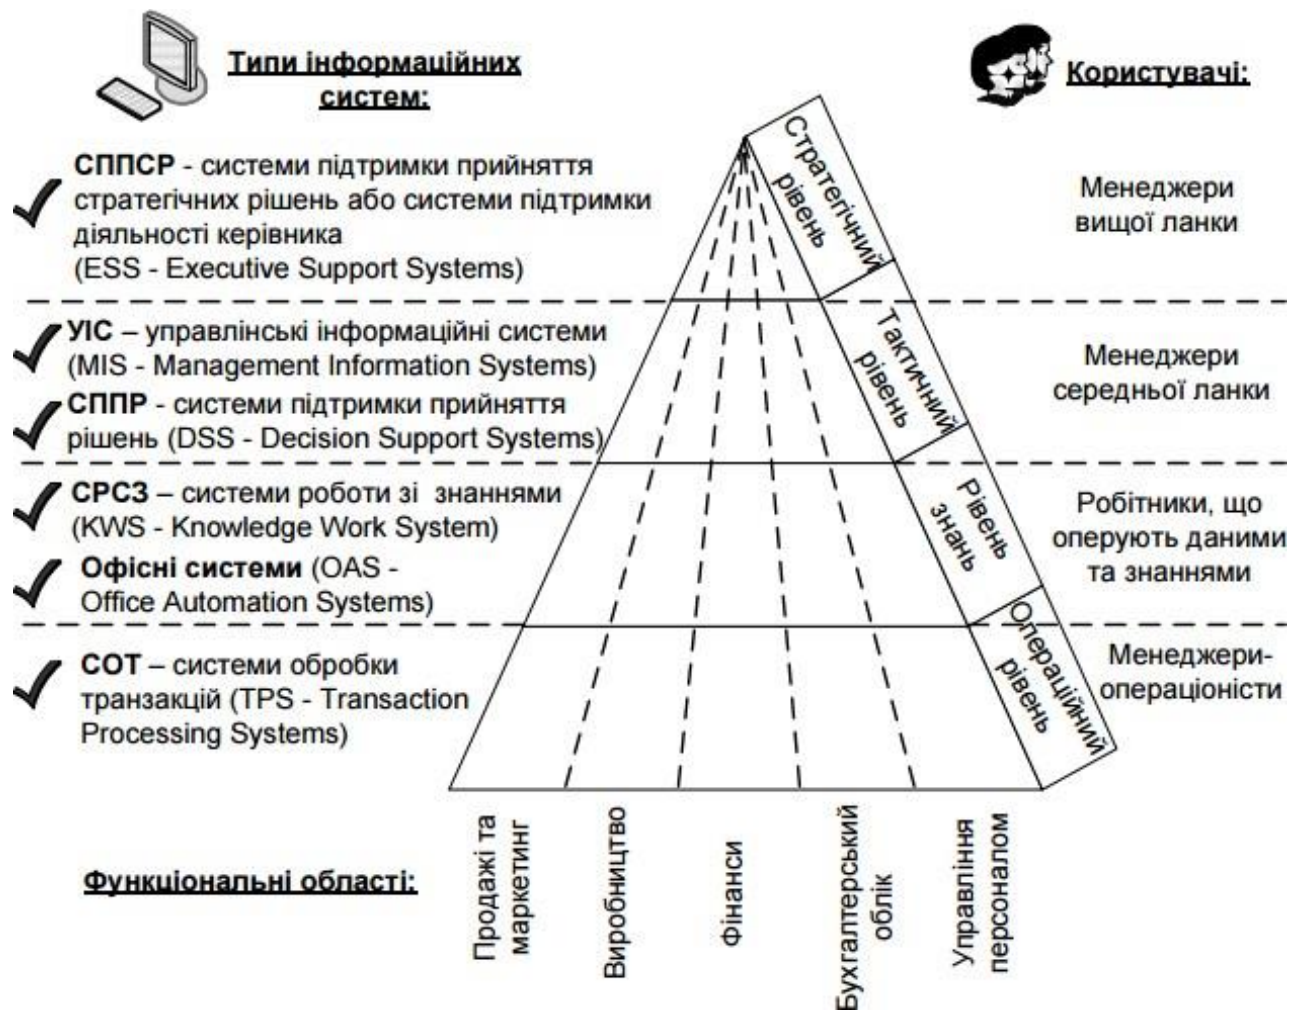 Типи інформаційних
систем:
Користувачі:
СППСР - системи підтримки прийняття
стратегічних рішень або системи підтримки
діяльності керівника
(ESS - Executive Support Systems)
Стратегічний
рівень
Менеджери
вищої ланки
УІС – управлінські інформаційні системи
(MIS - Management Information Systems)
СППР - системи підтримки прийняття
рішень (DSS - Decision Support Systems)
Тактичний
рівень
Менеджери
середньої ланки
СРСЗ – системи роботи зі знаннями
(KWS - Knowledge Work System)
Офісні системи (OAS -
Office Automation Systems)
Рівень
знань
Робітники, що
оперують даними
та знаннями
СОТ – системи обробки
транзакцій (TPS - Transaction
Processing Systems)
Операційний
рівень
Менеджери-
операціоністи
Функціональні області:
Продажі та
маркетинг
Виробництво
Фінанси
Бухгалтерський
облік
Управління
персоналом